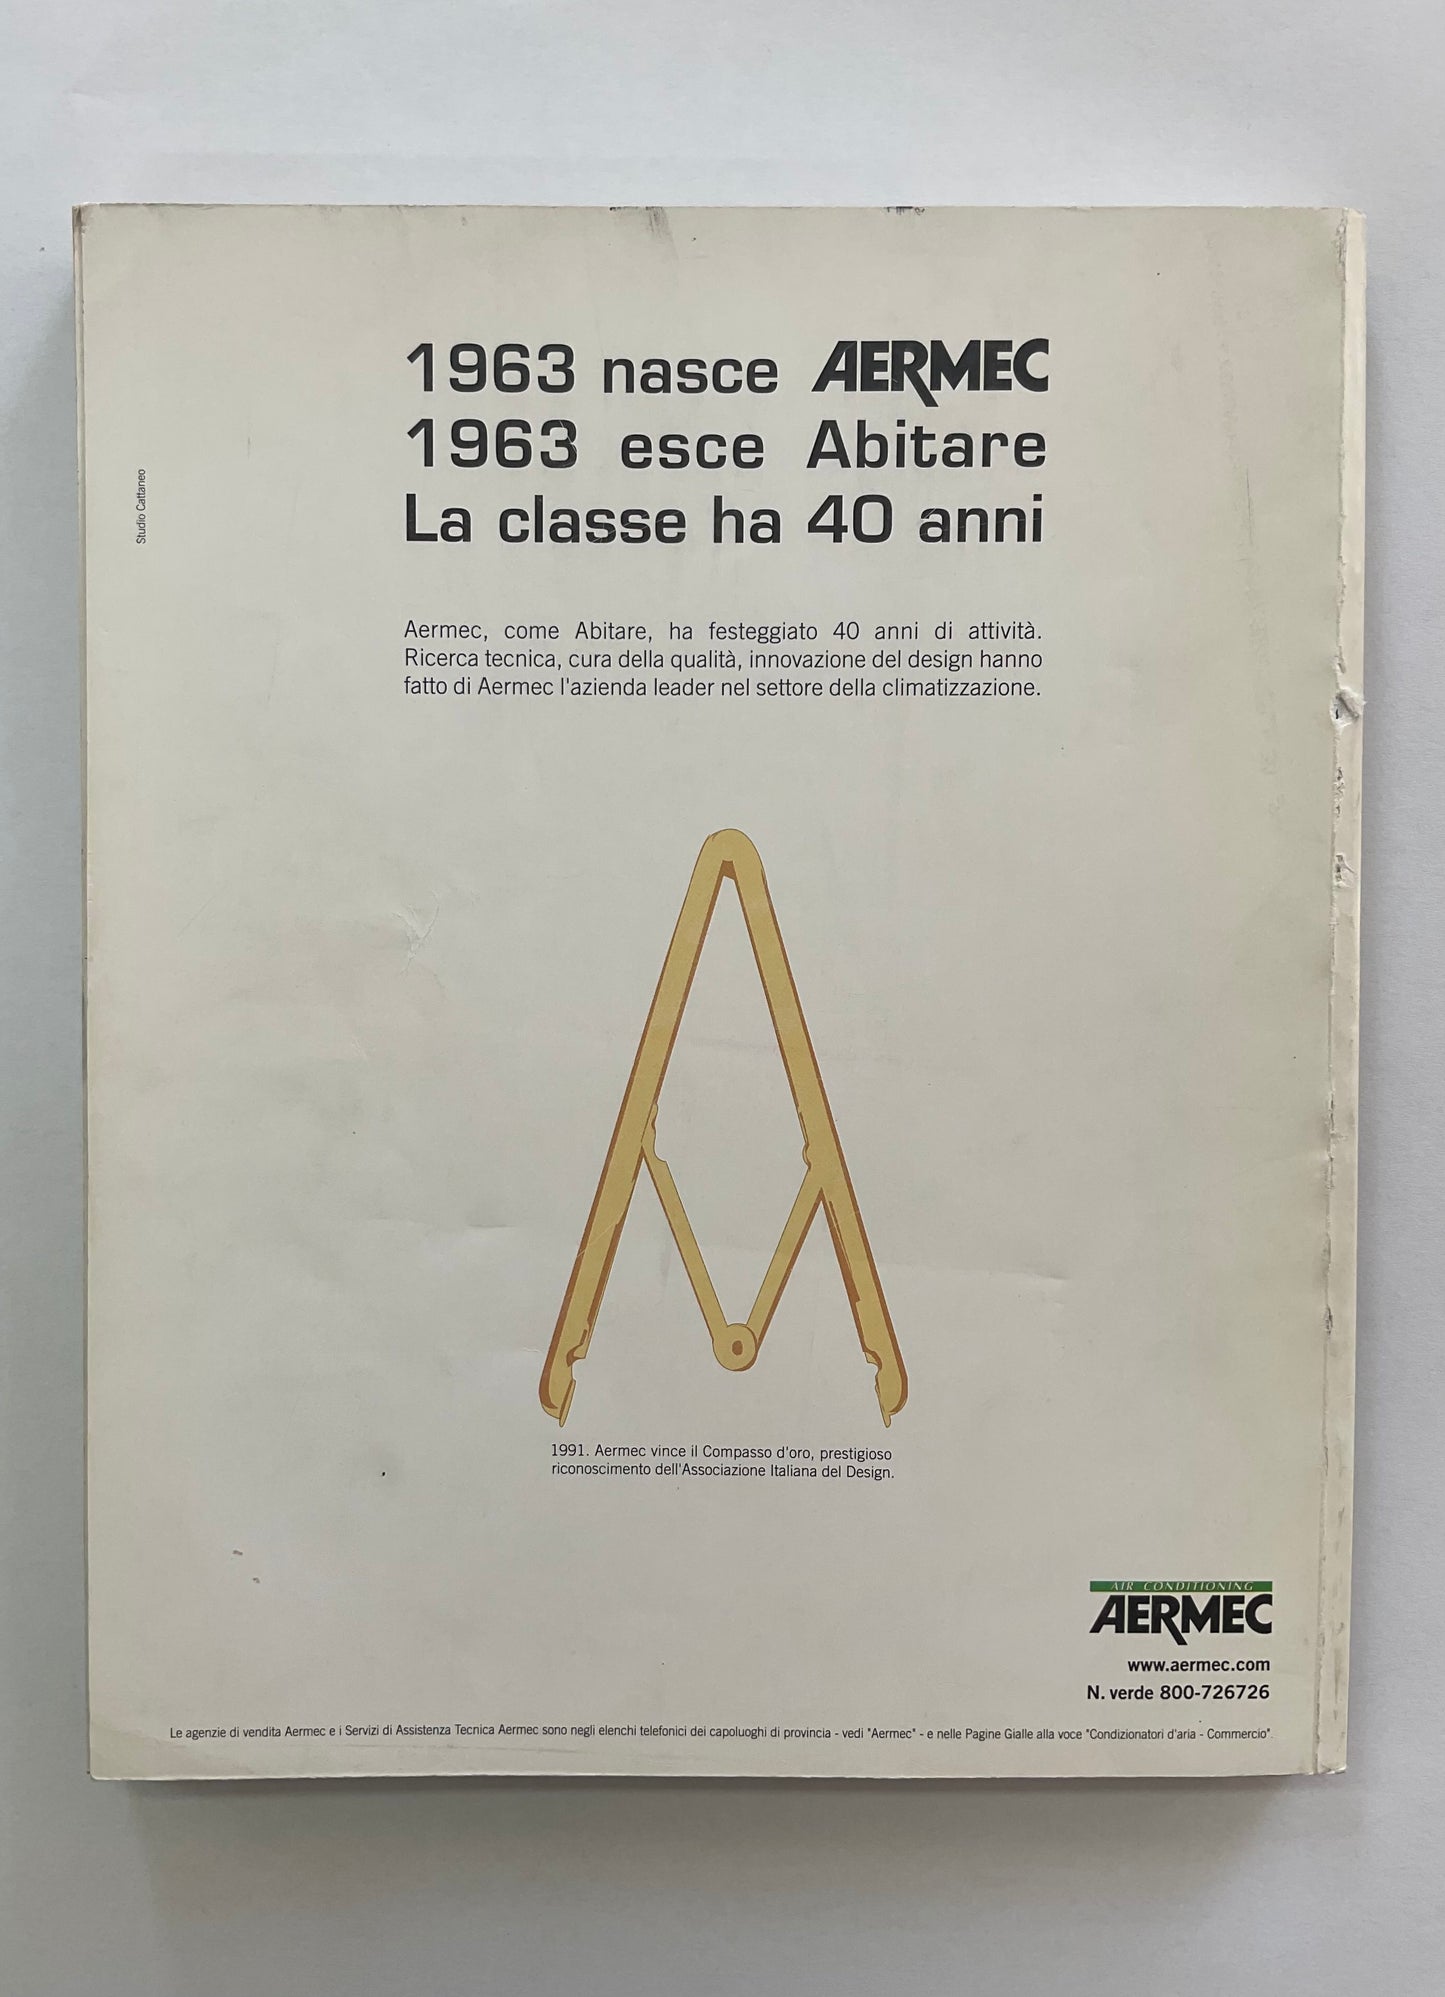 1963 nasce AERMEC
1963 esce Abitare
La classe ha 40 anni
Studio Cattaneo
Aermec, come Abitare, ha festeggiato 40 anni di attività.
Ricerca tecnica, cura della qualità, innovazione del design hanno
fatto di Aermec l'azienda leader nel settore della climatizzazione.
1991. Aermec vince il Compasso d'oro, prestigioso
riconoscimento dell'Associazione Italiana del Design.
AIR CONDITIONING
AERMEC
www.aermec.com
N. verde 800-726726
Le agenzie di vendita Aermec e i Servizi di Assistenza Tecnica Aermec sono negli elenchi telefonici dei capoluoghi di provincia - vedi "Aermec" - e nelle Pagine Gialle alla voce "Condizionatori d'aria - Commercio".